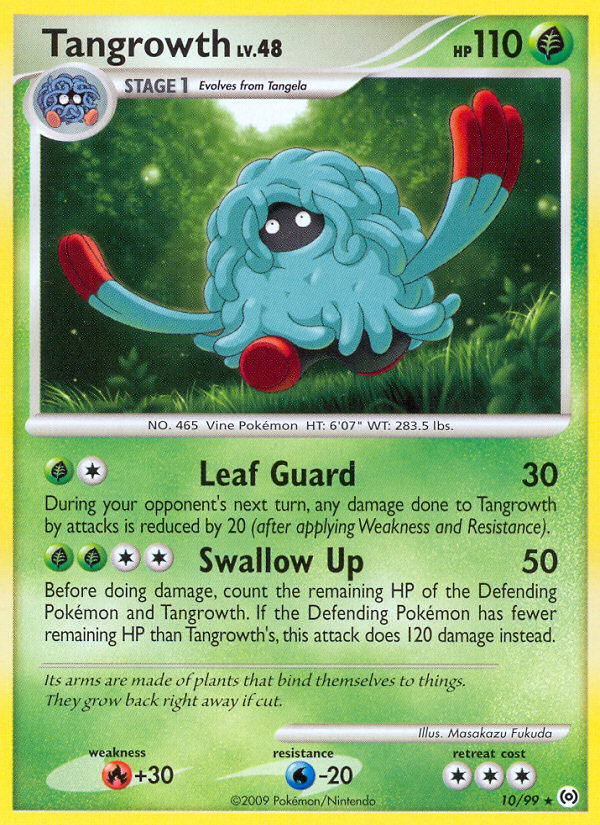 Tangrowth LV.48 HP 110
STAGE 1 Evolves from Tangela
NO. 465 Vine Pokémon HT: 6'07" WT: 283.5 lbs.
Leaf Guard 30
During your opponent's next turn, any damage done to Tangrowth
by attacks is reduced by 20 (after applying Weakness and Resistance).
Swallow Up 50
Before doing damage, count the remaining HP of the Defending
Pokémon and Tangrowth. If the Defending Pokémon has fewer
remaining HP than Tangrowth's, this attack does 120 damage instead.
Its arms are made of plants that bind themselves to things.
They grow back right away if cut.
Illus. Masakazu Fukuda
weakness resistance retreat cost
+30 -20
©2009 Pokémon/Nintendo 10/99 ★